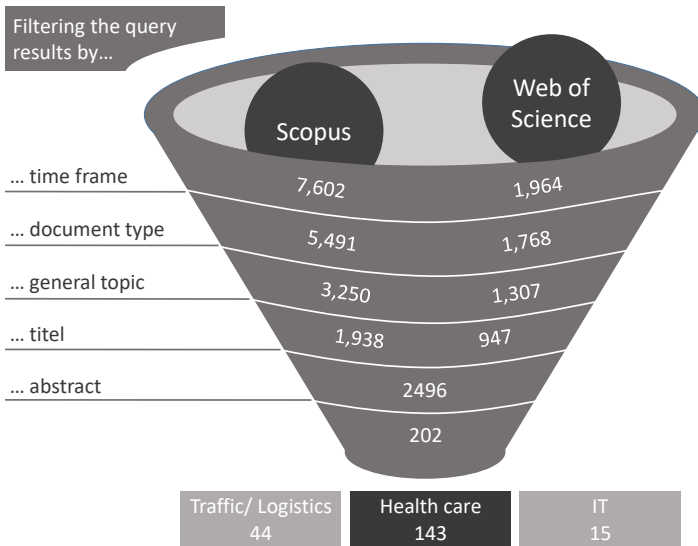 Filtering the query
results by…
Scopus
Web of
Science
… time frame
7,602 1,964
… document type
5,491 1,768
… general topic
3,250 1,307
… titel
1,938 947
… abstract
2496
202
Traffic/ Logistics
44
Health care
143
IT
15